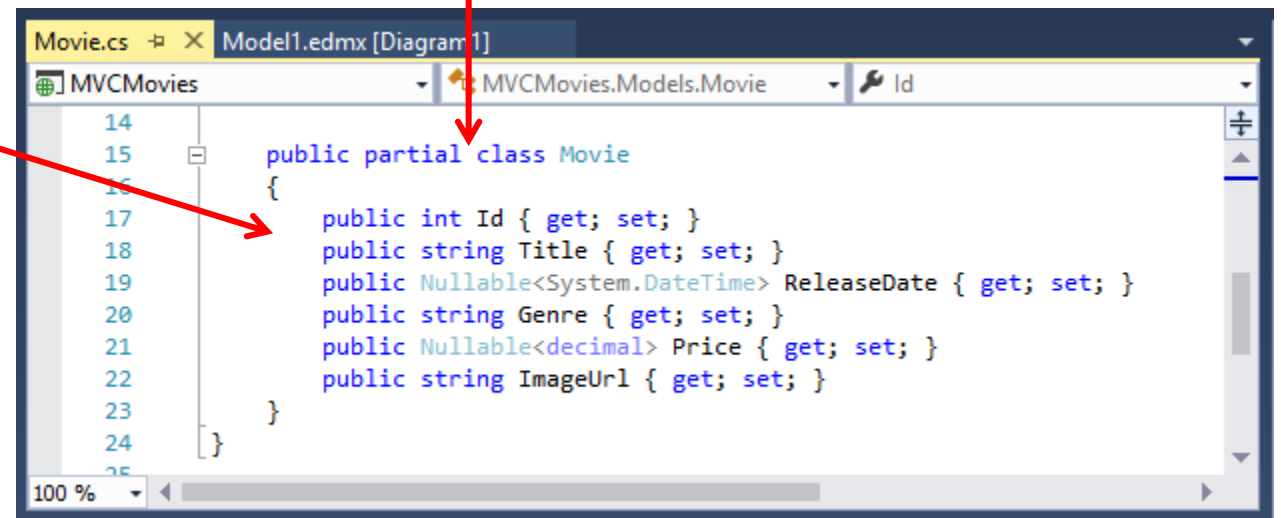 Movie.cs Model1.edmx [Diagram1]
MVCMovies MVCMovies.Models.Movie Id
14
15 public partial class Movie
16 {
17 public int Id { get; set; }
18 public string Title { get; set; }
19 public Nullable<System.DateTime> ReleaseDate { get; set; }
20 public string Genre { get; set; }
21 public Nullable<decimal> Price { get; set; }
22 public string ImageUrl { get; set; }
23 }
24 }
25
100 %